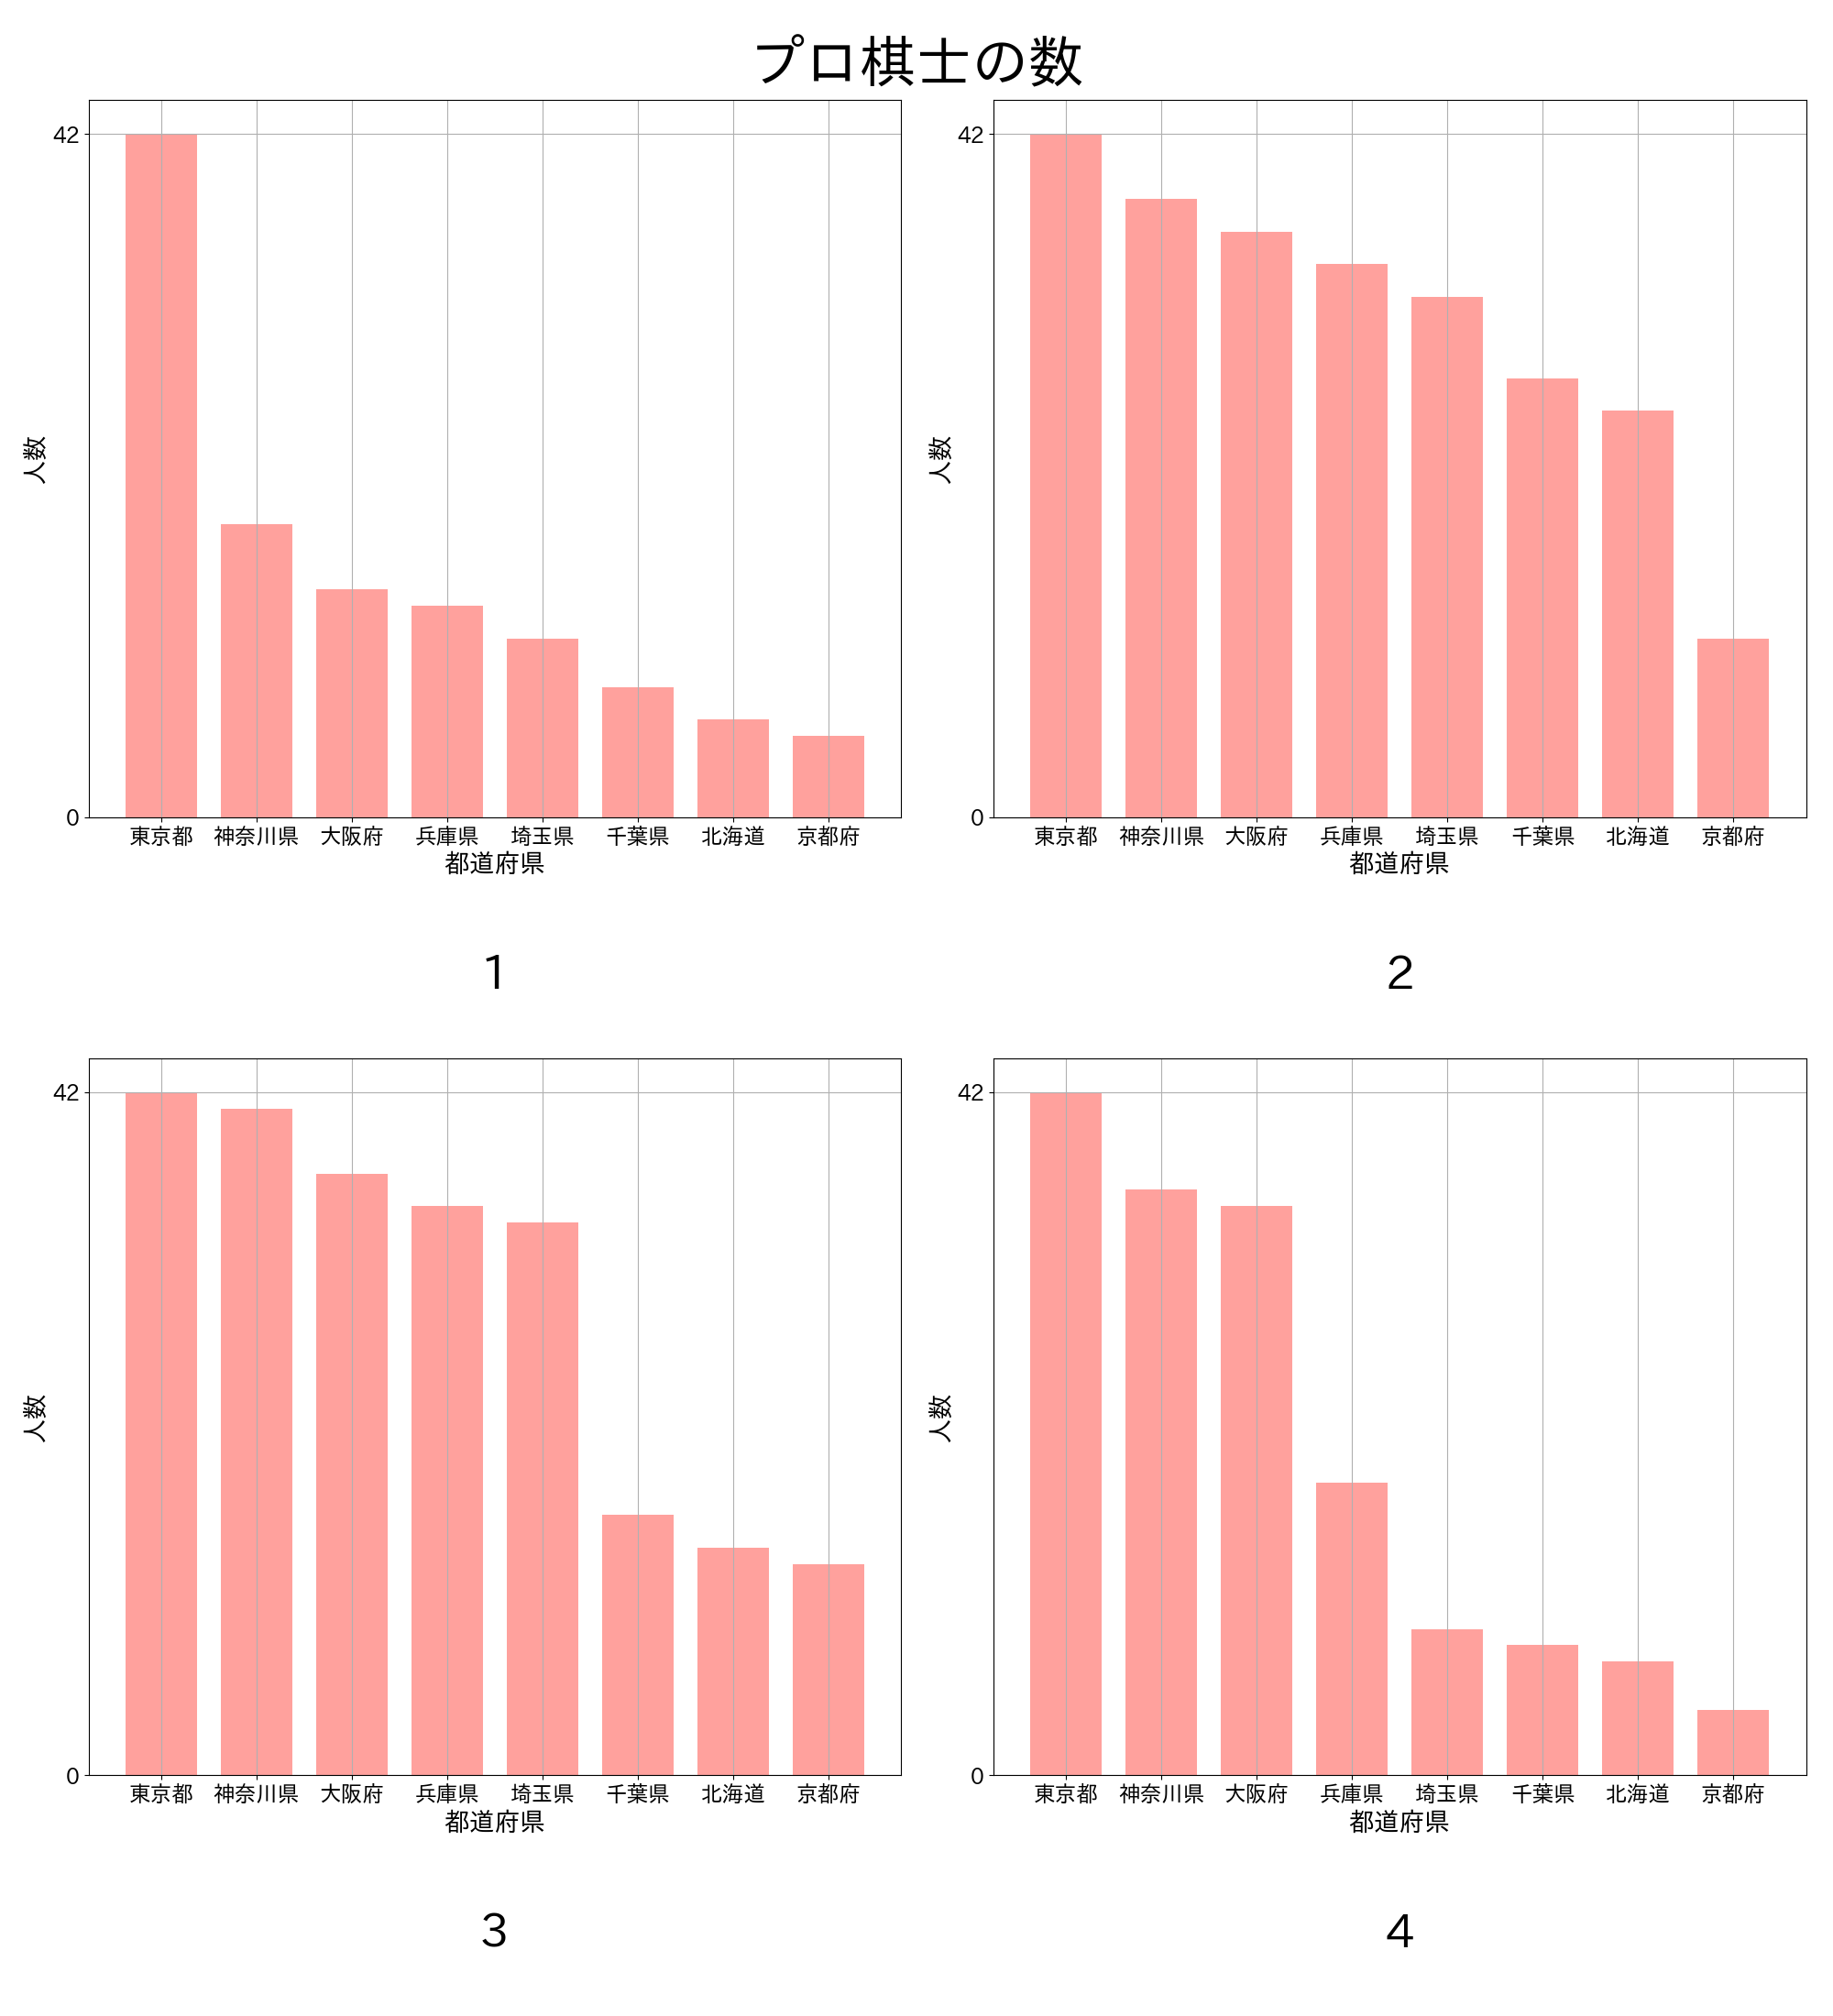 プロ棋士の数
42
0
人数
東京都 神奈川県 大阪府 兵庫県 埼玉県 千葉県 北海道 京都府
都道府県
1
42
0
人数
東京都 神奈川県 大阪府 兵庫県 埼玉県 千葉県 北海道 京都府
都道府県
2
42
0
人数
東京都 神奈川県 大阪府 兵庫県 埼玉県 千葉県 北海道 京都府
都道府県
3
42
0
人数
東京都 神奈川県 大阪府 兵庫県 埼玉県 千葉県 北海道 京都府
都道府県
4